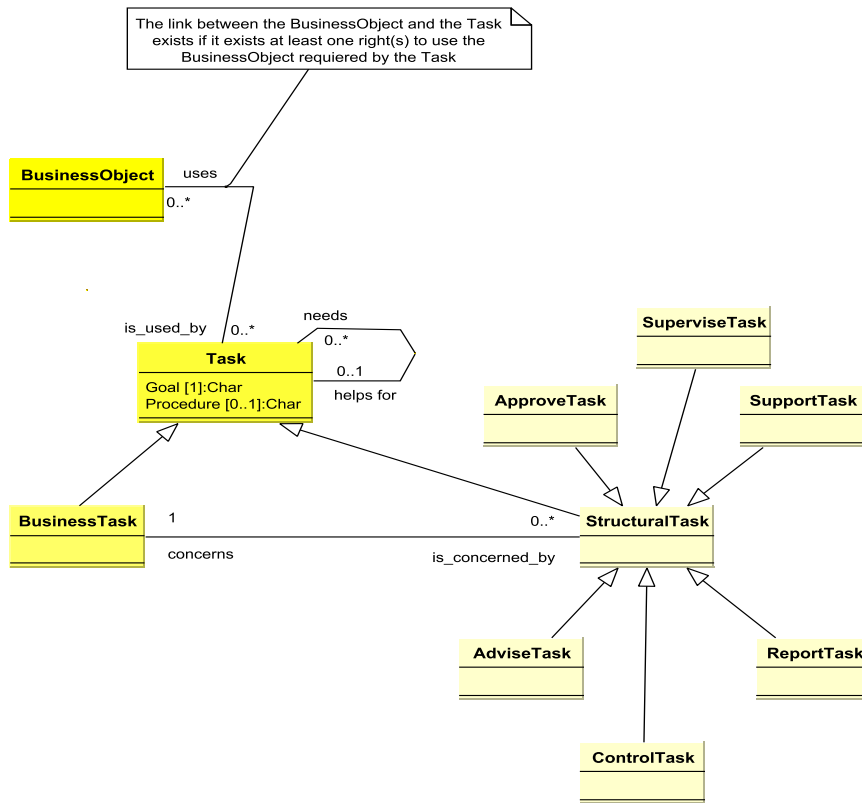 The link between the BusinessObject and the Task
exists if it exists at least one right(s) to use the
BusinessObject requiered by the Task
BusinessObject
uses
0..*
is_used_by
0..*
needs
0..*
Task
0..1
Goal [1]:Char
Procedure [0..1]:Char
helps for
SuperviseTask
ApproveTask
SupportTask
BusinessTask
1
0..*
StructuralTask
concerns
is_concerned_by
AdviseTask
ReportTask
ControlTask